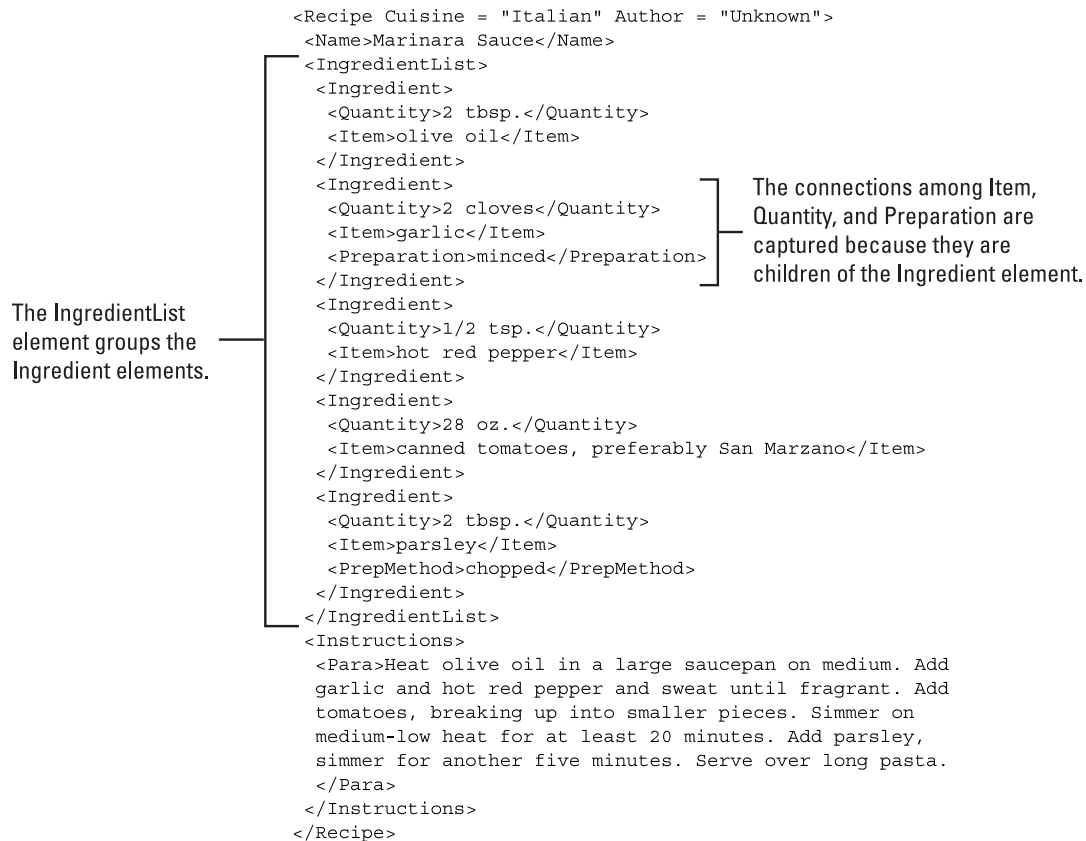 <Recipe Cuisine = "Italian" Author = "Unknown">
<Name>Marinara Sauce</Name>
<IngredientList>
<Ingredient>
<Quantity>2 tbsp.</Quantity>
<Item>olive oil</Item>
</Ingredient>
<Ingredient>
<Quantity>2 cloves</Quantity>
<Item>garlic</Item>
<Preparation>minced</Preparation>
</Ingredient>
The connections among Item,
Quantity, and Preparation are
captured because they are
children of the Ingredient element.
The IngredientList
element groups the
Ingredient elements.
<Ingredient>
<Quantity>1/2 tsp.</Quantity>
<Item>hot red pepper</Item>
</Ingredient>
<Ingredient>
<Quantity>28 oz.</Quantity>
<Item>canned tomatoes, preferably San Marzano</Item>
</Ingredient>
<Ingredient>
<Quantity>2 tbsp.</Quantity>
<Item>parsley</Item>
<PrepMethod>chopped</PrepMethod>
</Ingredient>
</IngredientList>
<Instructions>
<Para>Heat olive oil in a large saucepan on medium. Add
garlic and hot red pepper and sweat until fragrant. Add
tomatoes, breaking up into smaller pieces. Simmer on
medium-low heat for at least 20 minutes. Add parsley,
simmer for another five minutes. Serve over long pasta.
</Para>
</Instructions>
</Recipe>